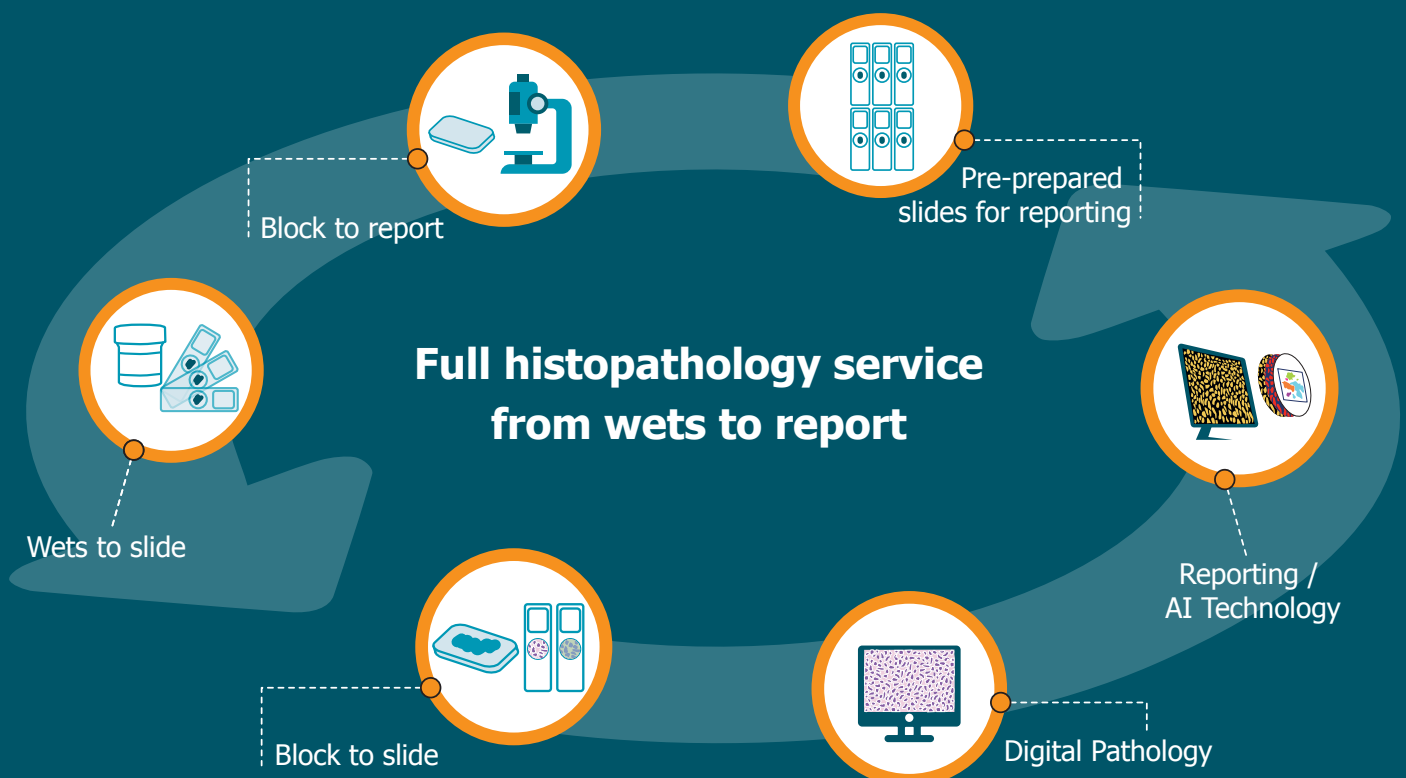 Pre-prepared
slides for reporting
Block to report
Full histopathology service
from wets to report
Wets to slide
Reporting /
AI Technology
Block to slide
Digital Pathology